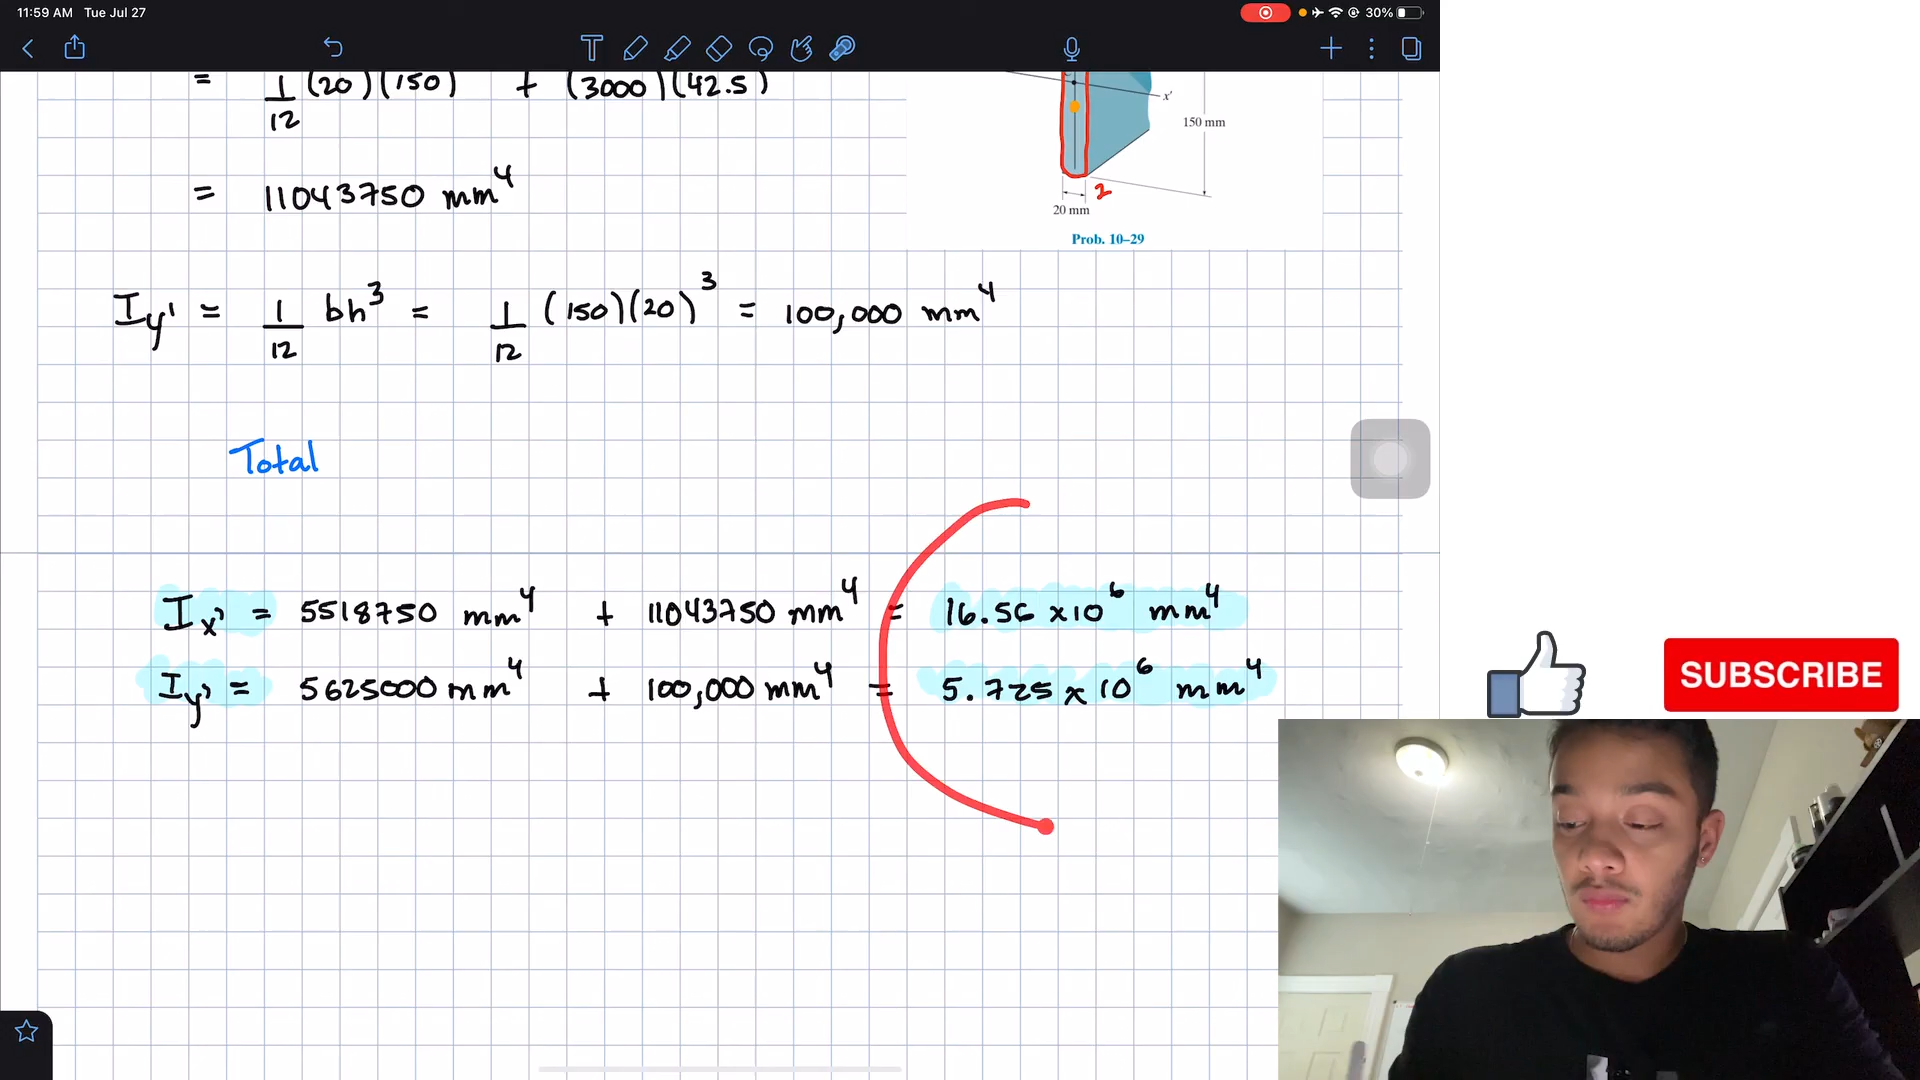 11:59 AM Tue Jul 27
30%
= 1/12 (20)(150) + (3000)(42.5)
= 11043750 mm⁴
x'
150 mm
2
20 mm
Prob. 10–29
Iy' = 1/12 bh³ = 1/12 (150)(20)³ = 100,000 mm⁴
Total
Ix' = 5518750 mm⁴ + 11043750 mm⁴ = 16.56 x10⁶ mm⁴
Iy' = 5625000 mm⁴ + 100,000 mm⁴ = 5.725 x 10⁶ mm⁴
SUBSCRIBE